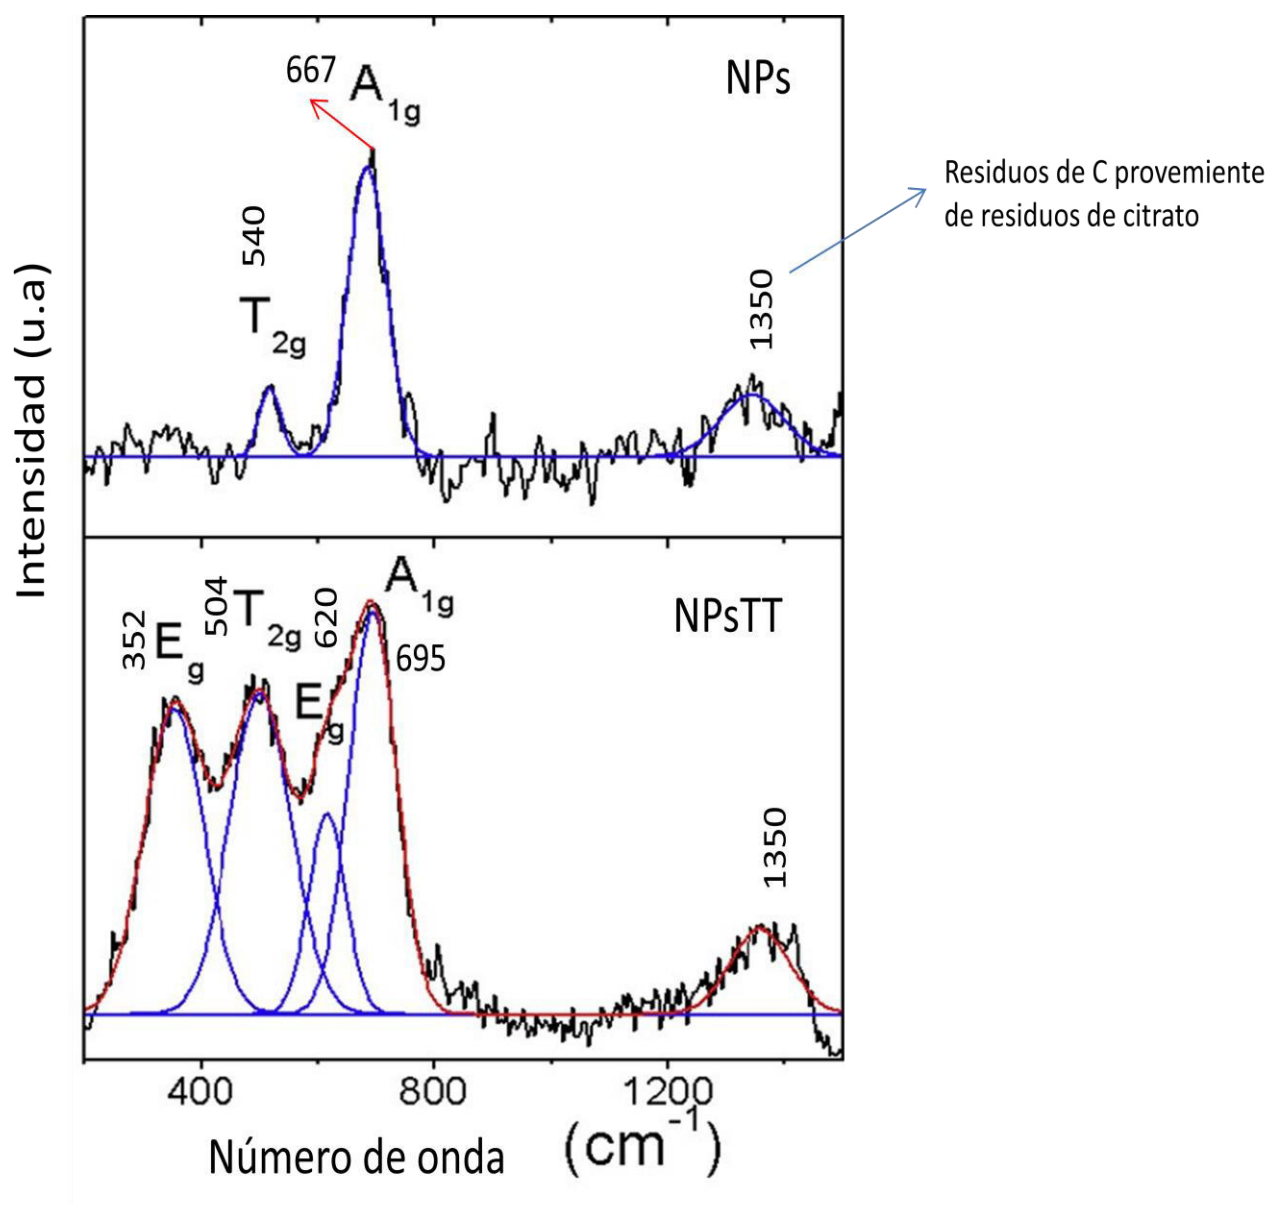 667
A1g
NPs
540
T2g
1350
Residuos de C provemiente
de residuos de citrato
Intensidad (u.a)
352
Eg
504
T2g
620
Eg
A1g
695
NPsTT
1350
400
800
1200
Número de onda (cm-1)